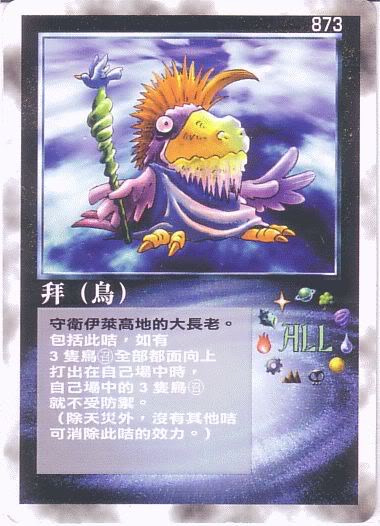 873
拜（鳥）
守衛伊萊高地的大長老。
包括此咭，如有
3 隻鳥㊁全部都面向上
打出在自己場中時，
自己場中的 3 隻鳥㊁
就不受防禦。
（除天災外，沒有其他咭
可消除此咭的效力。）
ALL